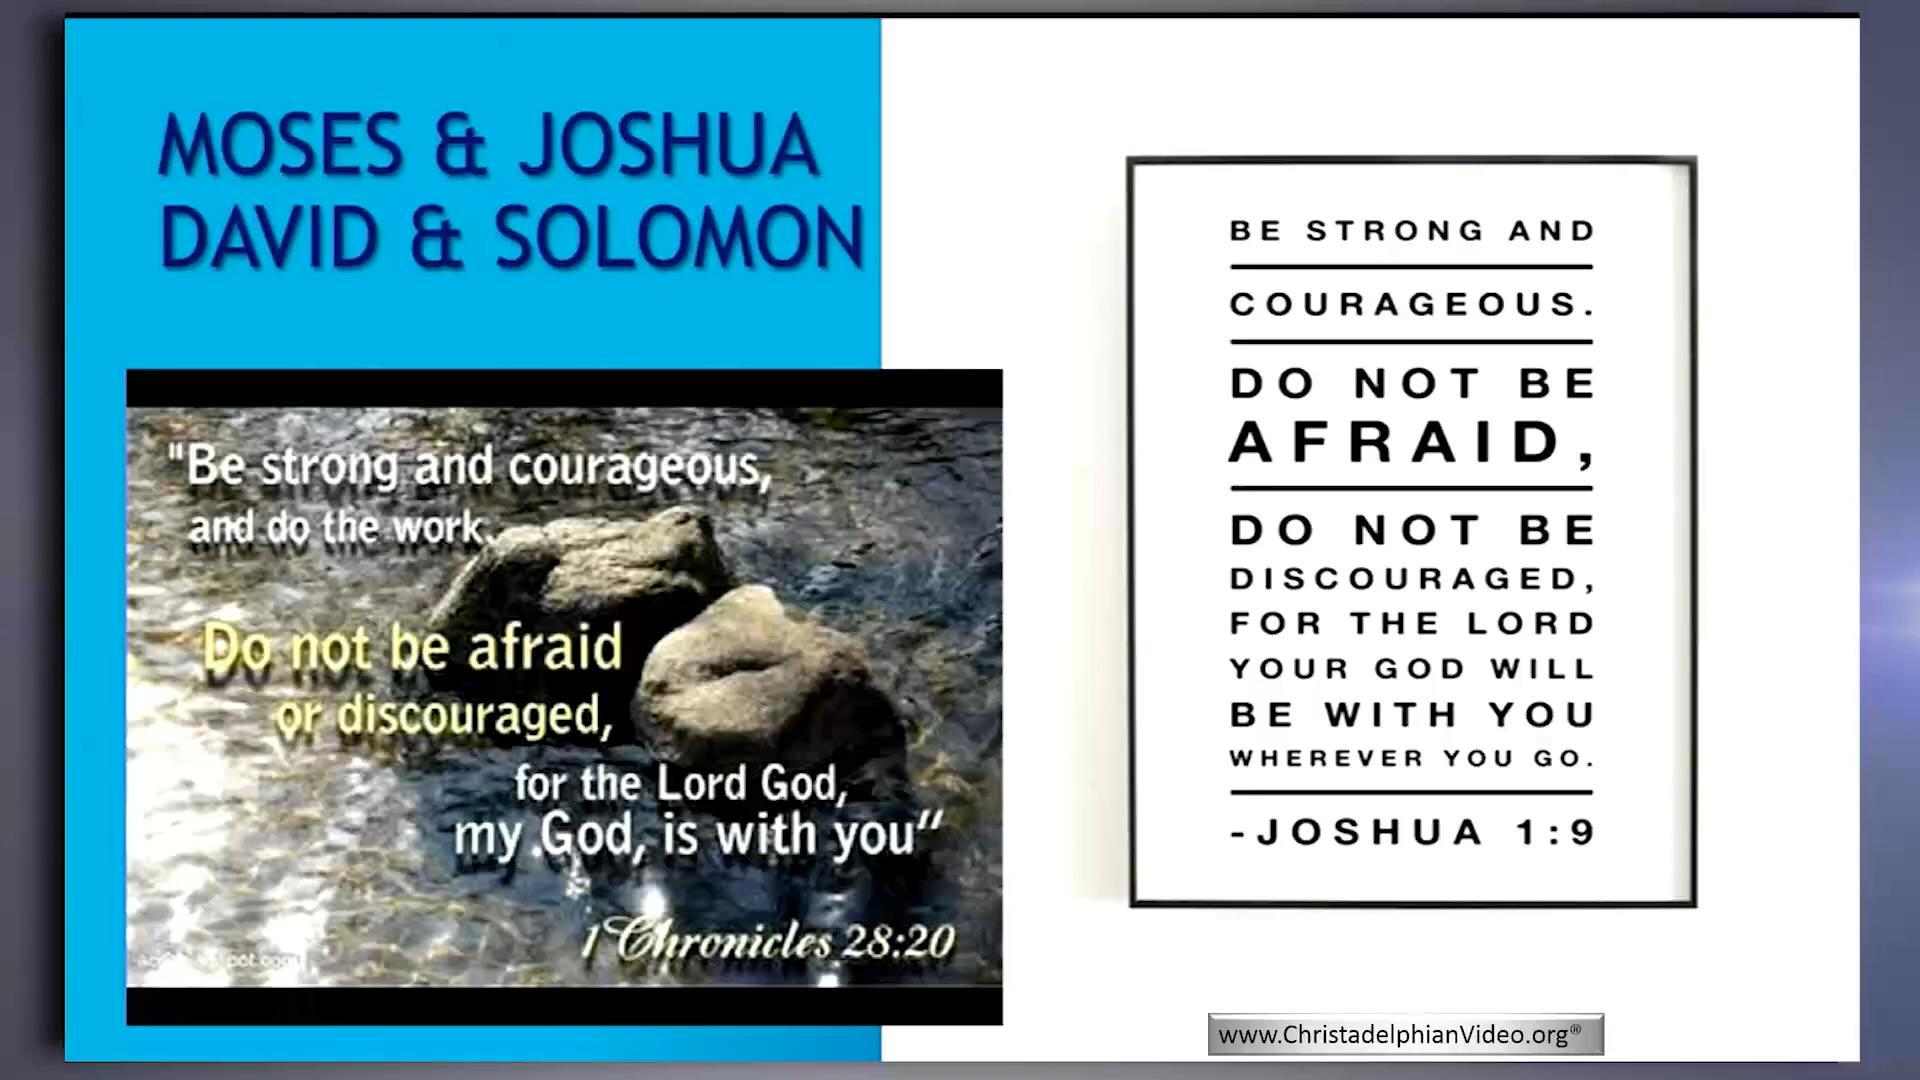 MOSES & JOSHUA
DAVID & SOLOMON
"Be strong and courageous,
and do the work.
Do not be afraid
or discouraged,
for the Lord God,
my God, is with you"
1 Chronicles 28:20
BE STRONG AND
COURAGEOUS.
DO NOT BE
AFRAID,
DO NOT BE
DISCOURAGED,
FOR THE LORD
YOUR GOD WILL
BE WITH YOU
WHEREVER YOU GO.
-JOSHUA 1:9
www.ChristadelphianVideo.org®